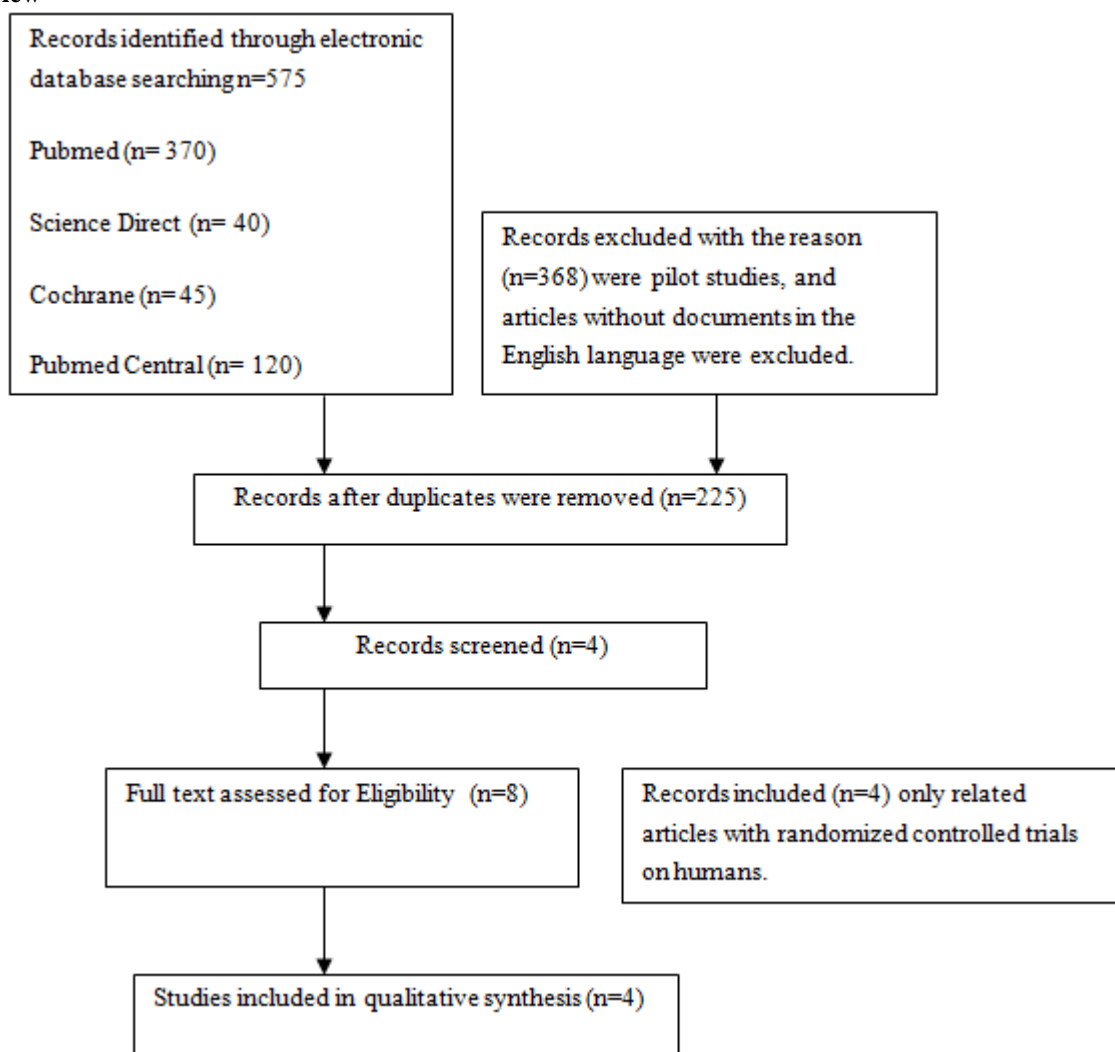 Records identified through electronic
database searching n=575
Pubmed (n= 370)
Science Direct (n= 40)
Cochrane (n= 45)
Pubmed Central (n= 120)
Records excluded with the reason
(n=368) were pilot studies, and
articles without documents in the
English language were excluded.
Records after duplicates were removed (n=225)
Records screened (n=4)
Full text assessed for Eligibility (n=8)
Records included (n=4) only related
articles with randomized controlled trials
on humans.
Studies included in qualitative synthesis (n=4)